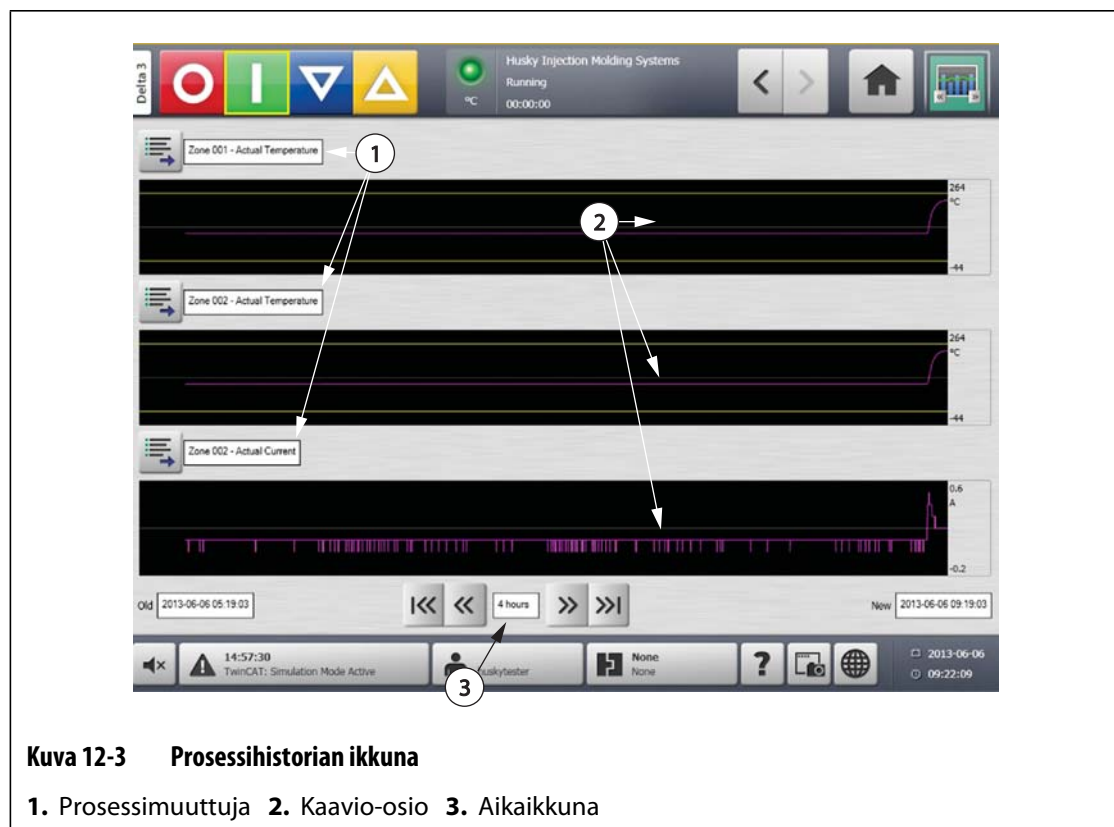 Delta 3
°C
Husky Injection Molding Systems
Running
00:00:00
Zone 001 - Actual Temperature
1
264
°C
2
-44
Zone 002 - Actual Temperature
264
°C
-44
Zone 002 - Actual Current
0.6
A
-0.2
Old 2013-06-06 05:19:03
4 hours
New 2013-06-06 09:19:03
14:57:30
TwinCAT: Simulation Mode Active
huskytester
None
None
?
2013-06-06
09:22:09
3
Kuva 12-3 Prosessihistorian ikkuna
1. Prosessimuuttuja 2. Kaavio-osio 3. Aikaikkuna